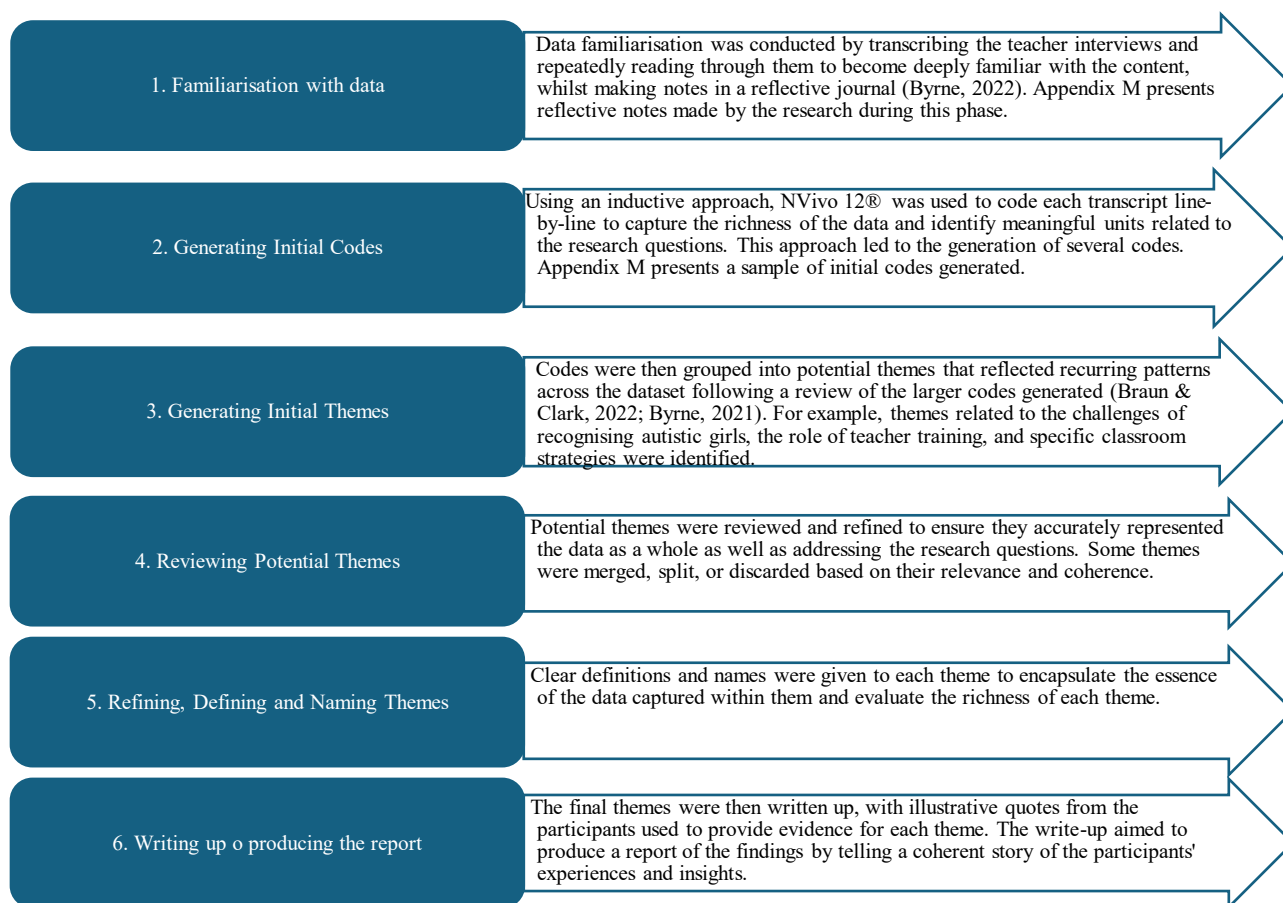 1. Familiarisation with data
Data familiarisation was conducted by transcribing the teacher interviews and
repeatedly reading through them to become deeply familiar with the content,
whilst making notes in a reflective journal (Byrne, 2022). Appendix M presents
reflective notes made by the research during this phase.
2. Generating Initial Codes
Using an inductive approach, NVivo 12® was used to code each transcript line-
by-line to capture the richness of the data and identify meaningful units related to
the research questions. This approach led to the generation of several codes.
Appendix M presents a sample of initial codes generated.
3. Generating Initial Themes
Codes were then grouped into potential themes that reflected recurring patterns
across the dataset following a review of the larger codes generated (Braun &
Clark, 2022; Byrne, 2021). For example, themes related to the challenges of
recognising autistic girls, the role of teacher training, and specific classroom
strategies were identified.
4. Reviewing Potential Themes
Potential themes were reviewed and refined to ensure they accurately represented
the data as a whole as well as addressing the research questions. Some themes
were merged, split, or discarded based on their relevance and coherence.
5. Refining, Defining and Naming Themes
Clear definitions and names were given to each theme to encapsulate the essence
of the data captured within them and evaluate the richness of each theme.
6. Writing up o producing the report
The final themes were then written up, with illustrative quotes from the
participants used to provide evidence for each theme. The write-up aimed to
produce a report of the findings by telling a coherent story of the participants'
experiences and insights.